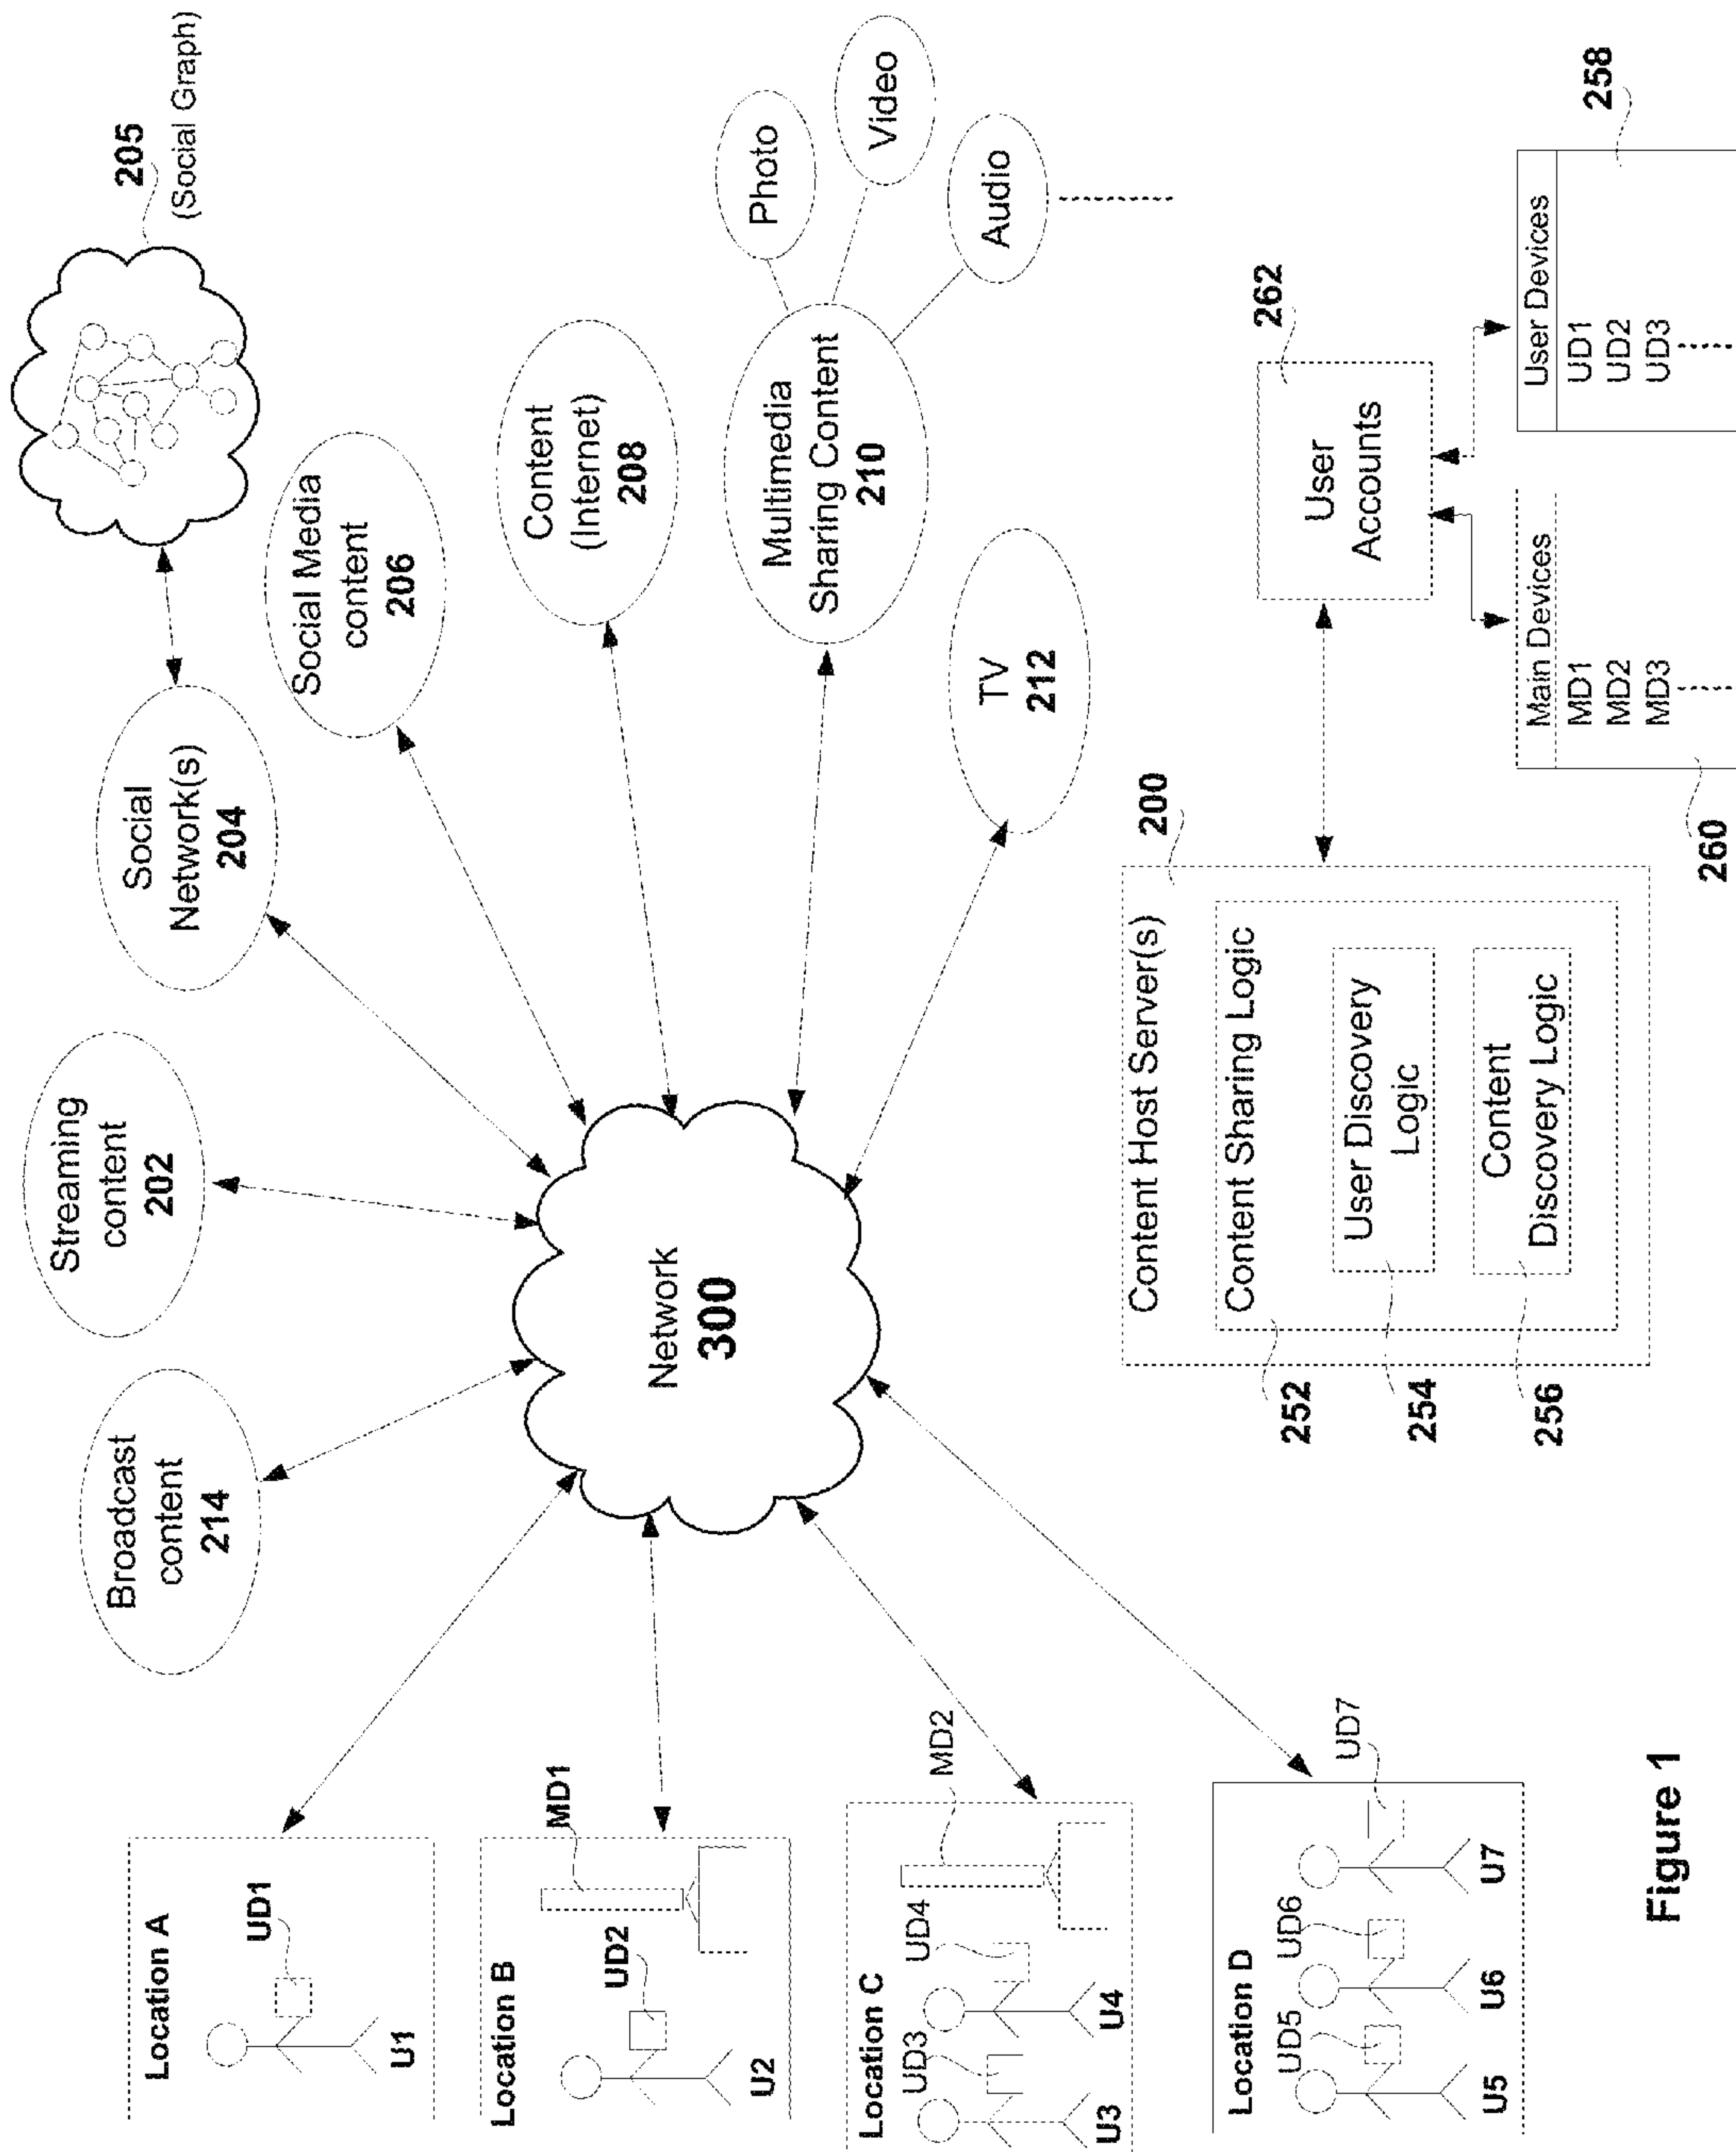 Location A
UD1
U1
Location B
MD1
UD2
U2
Location C
MD2
UD4
UD3
U3
U4
Location D
UD7
UD6
UD5
U5
U6
U7
Broadcast
content
214
Streaming
content
202
Social
Network(s)
204
205
(Social Graph)
Social Media
content
206
Content
(Internet)
208
Multimedia
Sharing Content
210
Photo
Video
Audio
TV
212
Network
300
200
Content Host Server(s)
Content Sharing Logic
User Discovery
Logic
Content
Discovery Logic
252
254
256
262
User
Accounts
Main Devices
MD1
MD2
MD3
260
User Devices
UD1
UD2
UD3
258
Figure 1